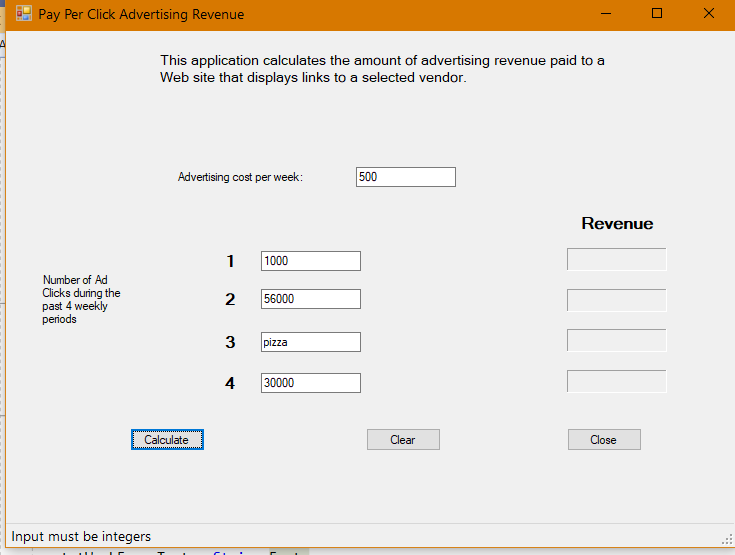 Pay Per Click Advertising Revenue
This application calculates the amount of advertising revenue paid to a
Web site that displays links to a selected vendor.
Advertising cost per week:
500
Revenue
1
1000
Number of Ad
Clicks during the
past 4 weekly
periods
2
56000
3
pizza
4
30000
Calculate
Clear
Close
Input must be integers